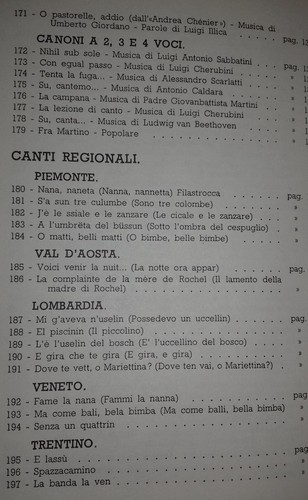 171 - O pastorelle, addio (dall'«Andrea Chénier») - Musica di
Umberto Giordano - Parole di Luigi Illica . . . . . pag.
CANONI A 2, 3 E 4 VOCI.
172 - Nihil sub sole - Musica di Luigi Antonio Sabbatini .
173 - Con egual passo - Musica di Luigi Cherubini . . . »
174 - Tenta la fuga... - Musica di Alessandro Scarlatti . . »
175 - Su, cantemo... - Musica di Antonio Caldara . . . . »
176 - La campana - Musica di Padre Giovanbattista Martini »
177 - La lezione di canto - Musica di Luigi Cherubini . . »
178 - Su, canta... - Musica di Ludwig van Beethoven . . . »
179 - Fra Martino - Popolare . . . . . . . . . . »
CANTI REGIONALI.
PIEMONTE.
180 - Nana, naneta (Nanna, nannetta) Filastrocca . . . . pag.
181 - S'a sun tre culumbe (Sono tre colombe) . . . . . »
182 - J'è le ssiale e le zanzare (Le cicale e le zanzare) . . . »
183 - A l'umbrëta del büssun (Sotto l'ombra del cespuglio) . »
184 - O matti, belli matti (O bimbe, belle bimbe) . . . . »
VAL D'AOSTA.
185 - Voici venir la nuit... (La notte ora appar) . . . . . pag.
186 - La complainte de la mère de Rochel (Il lamento della
madre di Rochel) . . . . . . . . . . . . . »
LOMBARDIA.
187 - Mi g'aveva n'uselin (Possedevo un uccellin) . . . . pag.
188 - El piscinin (Il piccolino) . . . . . . . . . . »
189 - L'è l'uselin del bosch (E' l'uccellino del bosco) . . . »
190 - E gira che te gira (E gira, e gira) . . . . . . . »
191 - Dove te vett, o Mariettina? (Dove ten vai, o Mariettina?) . »
VENETO.
192 - Fame la nana (Fammi la nanna) . . . . . . . . pag.
193 - Ma come bali, bela bimba (Ma come balli, bella bimba) »
194 - Senza un quattrin . . . . . . . . . . . . . »
TRENTINO.
195 - E lassù . . . . . . . . . . . . . . . . pag.
196 - Spazzacamino . . . . . . . . . . . . . . »
197 - La banda la ven . . . . . . . . . . . . . »